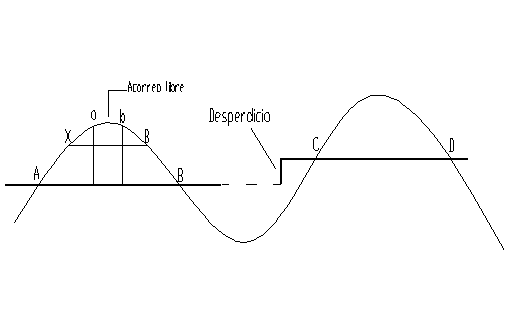 Acarreo libre
a b
X B
Desperdicio
C D
A B